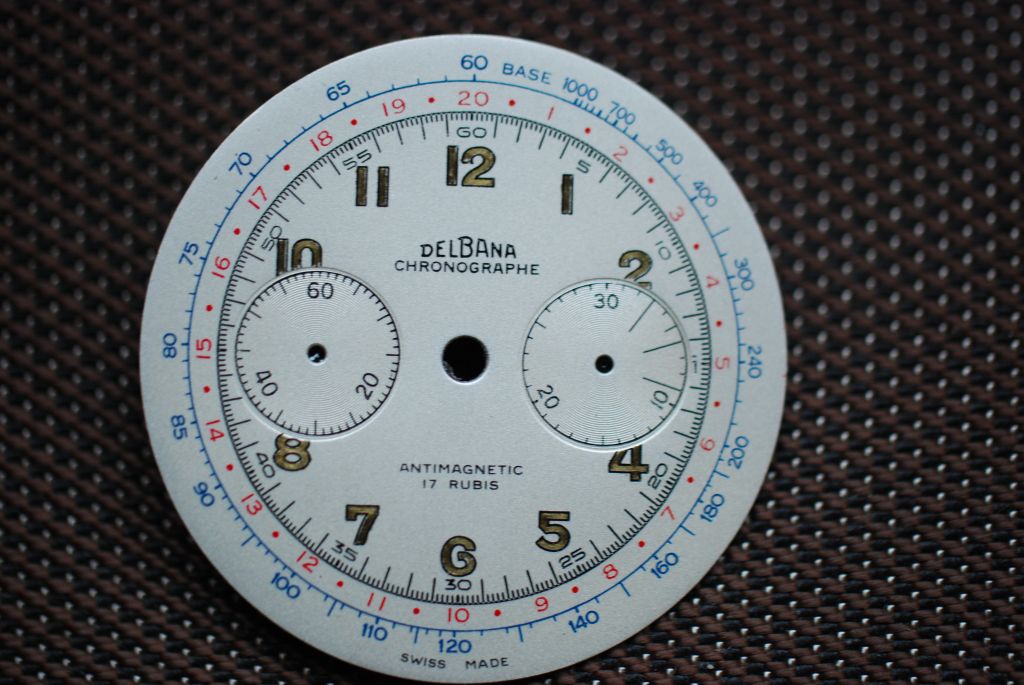 60 BASE 1000 700 500 400 300 240 200 180 160 140 120 110 100 90 85 80 75 70 65
20 1 2 3 4 5 6 7 8 9 10 11 12 13 14 15 16 17 18 19
60 5 10 20 25 30 35 40 50 55
12 1 2 4 5 6 7 8 10 11
DELBANA
CHRONOGRAPHE
60 20 40
30 10 20
ANTIMAGNETIC
17 RUBIS
SWISS MADE